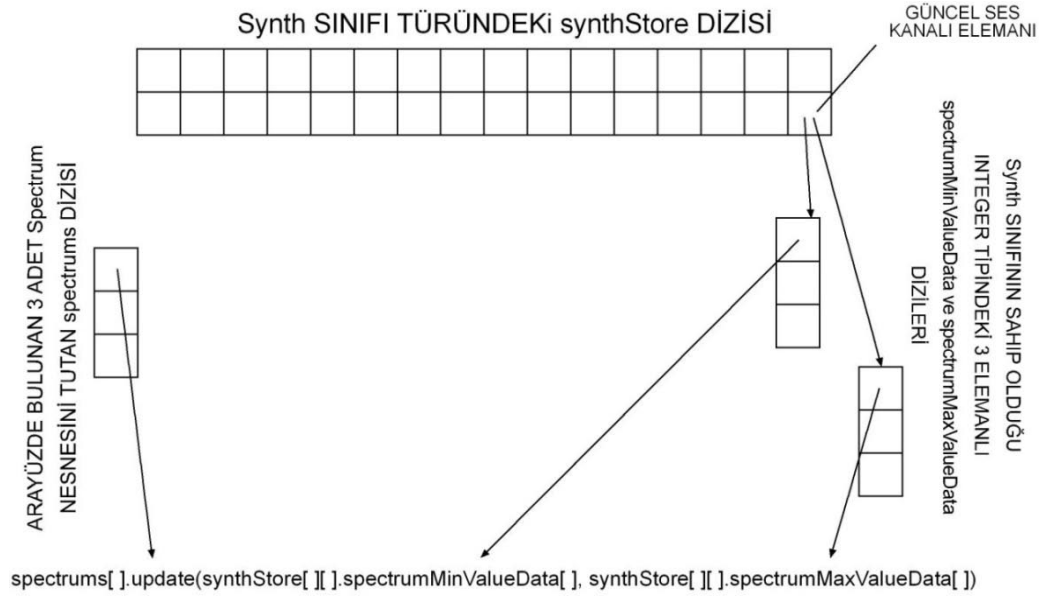 Synth SINIFI TÜRÜNDEKi synthStore DİZİSİ
GÜNCEL SES
KANALI ELEMANI
ARAYÜZDE BULUNAN 3 ADET Spectrum
NESNESİNİ TUTAN spectrums DİZİSİ
Synth SINIFININ SAHIP OLDUĞU
INTEGER TİPİNDEKİ 3 ELEMANLI
spectrumMinValueData ve spectrumMaxValueData
DİZİLERİ
spectrums[ ].update(synthStore[ ][ ].spectrumMinValueData[ ], synthStore[ ][ ].spectrumMaxValueData[ ])